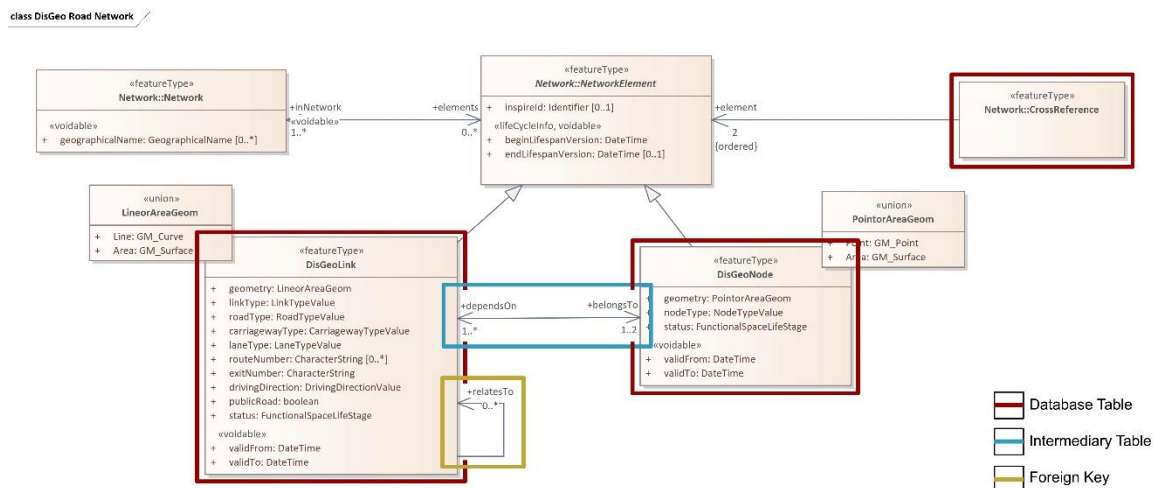 class DisGeo Road Network
«featureType»
Network::Network
«voidable»
+ geographicalName: GeographicalName [0..*]
+inNetwork
«voidable»
1..*
+elements
0..*
«featureType»
Network::NetworkElement
+ inspireId: Identifier [0..1]
«lifeCycleInfo, voidable»
+ beginLifespanVersion: DateTime
+ endLifespanVersion: DateTime [0..1]
+element
2
{ordered}
«featureType»
Network::CrossReference
«union»
LineorAreaGeom
+ Line: GM_Curve
+ Area: GM_Surface
«union»
PointorAreaGeom
+ Point: GM_Point
+ Area: GM_Surface
«featureType»
DisGeoLink
+ geometry: LineorAreaGeom
+ linkType: LinkTypeValue
+ roadType: RoadTypeValue
+ carriagewayType: CarriagewayTypeValue
+ laneType: LaneTypeValue
+ routeNumber: CharacterString [0..*]
+ exitNumber: CharacterString
+ drivingDirection: DrivingDirectionValue
+ publicRoad: boolean
+ status: FunctionalSpaceLifeStage
«voidable»
+ validFrom: DateTime
+ validTo: DateTime
+dependsOn
1..*
+belongsTo
1..2
+relatesTo
0..*
«featureType»
DisGeoNode
+ geometry: PointorAreaGeom
+ nodeType: NodeTypeValue
+ status: FunctionalSpaceLifeStage
«voidable»
+ validFrom: DateTime
+ validTo: DateTime
Database Table
Intermediary Table
Foreign Key